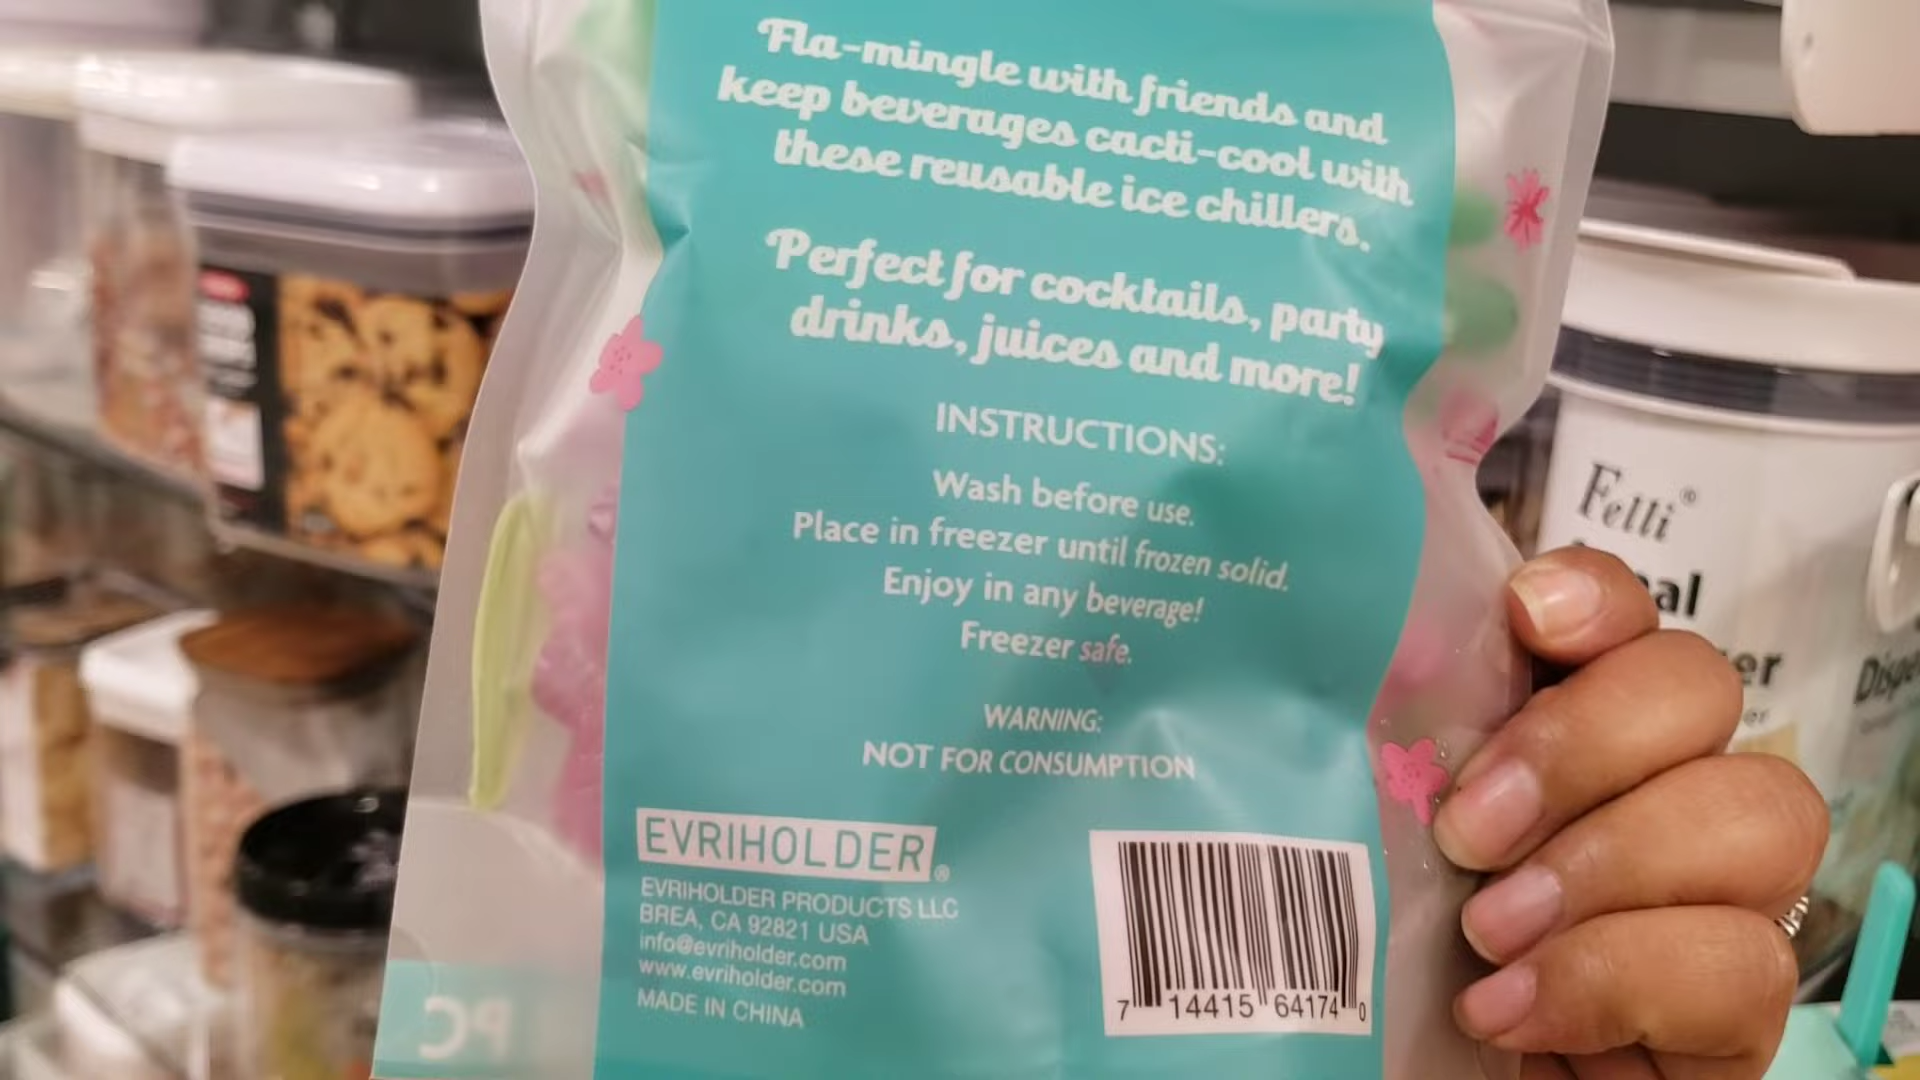 Fla-mingle with friends and
keep beverages cacti-cool with
these reusable ice chillers.
Perfect for cocktails, party
drinks, juices and more!
INSTRUCTIONS:
Wash before use.
Place in freezer until frozen solid.
Enjoy in any beverage!
Freezer safe.
WARNING:
NOT FOR CONSUMPTION
EVRIHOLDER®
EVRIHOLDER PRODUCTS LLC
BREA, CA 92821 USA
info@evriholder.com
www.evriholder.com
MADE IN CHINA
7 14415 64174 0
PC
Felli®